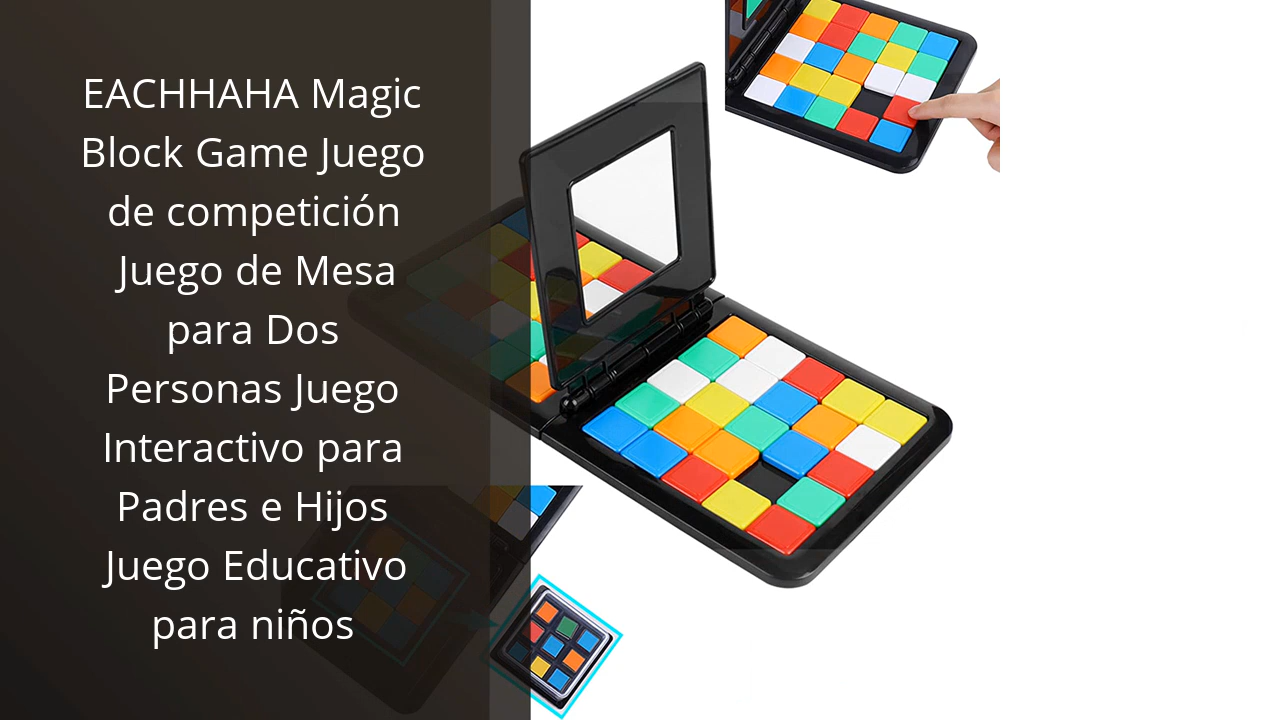 EACHHAHA Magic
Block Game Juego
de competición
Juego de Mesa
para Dos
Personas Juego
Interactivo para
Padres e Hijos
Juego Educativo
para niños